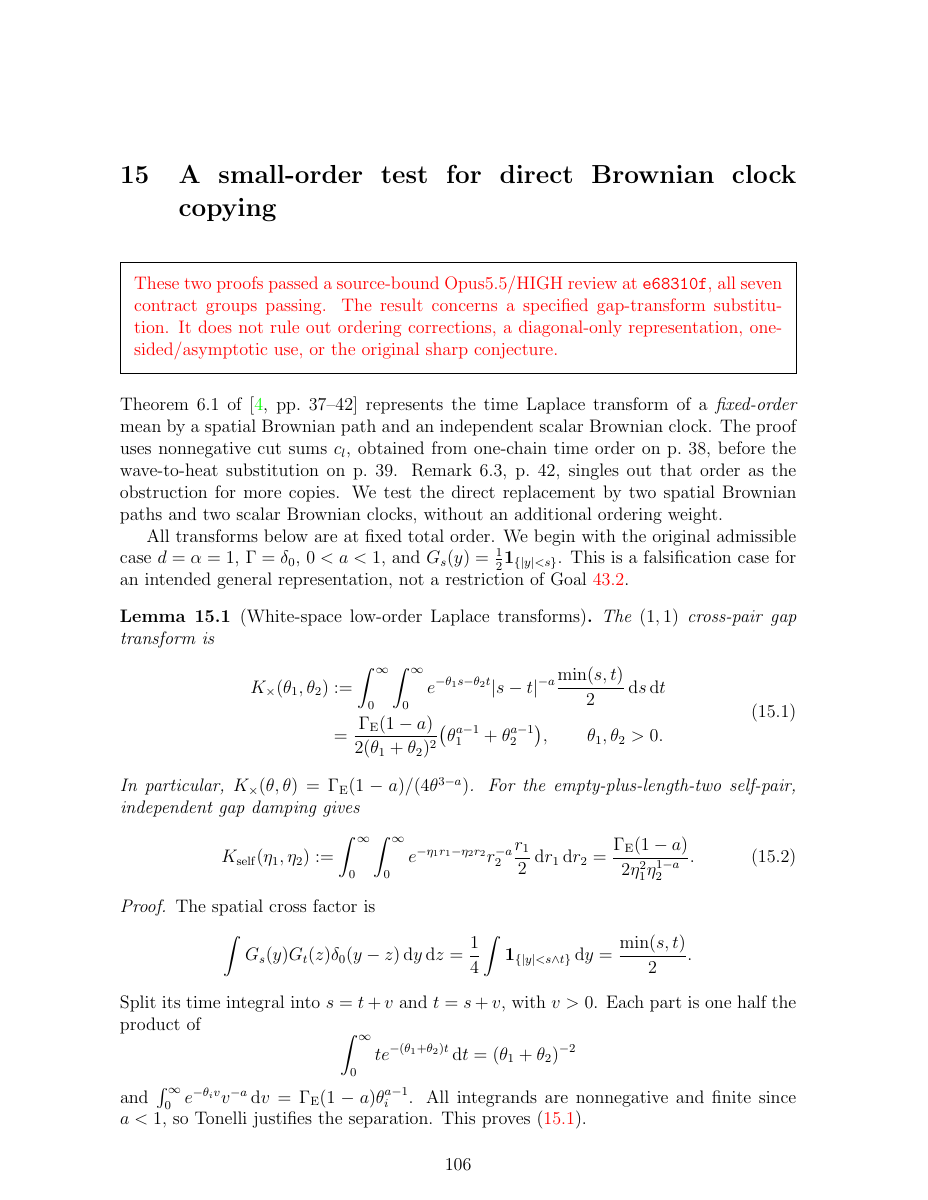 15 A small-order test for direct Brownian clock
copying
These two proofs passed a source-bound Opus5.5/HIGH review at e68310f, all seven
contract groups passing. The result concerns a specified gap-transform substitu-
tion. It does not rule out ordering corrections, a diagonal-only representation, one-
sided/asymptotic use, or the original sharp conjecture.
Theorem 6.1 of [4, pp. 37–42] represents the time Laplace transform of a fixed-order
mean by a spatial Brownian path and an independent scalar Brownian clock. The proof
uses nonnegative cut sums c_l, obtained from one-chain time order on p. 38, before the
wave-to-heat substitution on p. 39. Remark 6.3, p. 42, singles out that order as the
obstruction for more copies. We test the direct replacement by two spatial Brownian
paths and two scalar Brownian clocks, without an additional ordering weight.
All transforms below are at fixed total order. We begin with the original admissible
case d = α = 1, Γ = δ_0, 0 < a < 1, and G_s(y) = \frac{1}{2}1_{\{|y|<s\}}. This is a falsification case for
an intended general representation, not a restriction of Goal 43.2.
Lemma 15.1 (White-space low-order Laplace transforms). The (1, 1) cross-pair gap
transform is
K_×(θ_1, θ_2) := ∫_0^∞ ∫_0^∞ e^{−θ_1 s−θ_2 t}|s − t|^{−a} \frac{min(s, t)}{2} ds dt
= \frac{Γ_E(1 − a)}{2(θ_1 + θ_2)^2}(θ_1^{a−1} + θ_2^{a−1}), θ_1, θ_2 > 0. (15.1)
In particular, K_×(θ, θ) = Γ_E(1 − a)/(4θ^{3−a}). For the empty-plus-length-two self-pair,
independent gap damping gives
K_self(η_1, η_2) := ∫_0^∞ ∫_0^∞ e^{−η_1 r_1−η_2 r_2} r_2^{−a} \frac{r_1}{2} dr_1 dr_2 = \frac{Γ_E(1 − a)}{2η_1^2 η_2^{1−a}}. (15.2)
Proof. The spatial cross factor is
∫ G_s(y)G_t(z)δ_0(y − z) dy dz = \frac{1}{4} ∫ 1_{\{|y|<s∧t\}} dy = \frac{min(s, t)}{2}.
Split its time integral into s = t + v and t = s + v, with v > 0. Each part is one half the
product of
∫_0^∞ te^{−(θ_1+θ_2)t} dt = (θ_1 + θ_2)^{−2}
and ∫_0^∞ e^{−θ_i v} v^{−a} dv = Γ_E(1 − a)θ_i^{a−1}. All integrands are nonnegative and finite since
a < 1, so Tonelli justifies the separation. This proves (15.1).
106